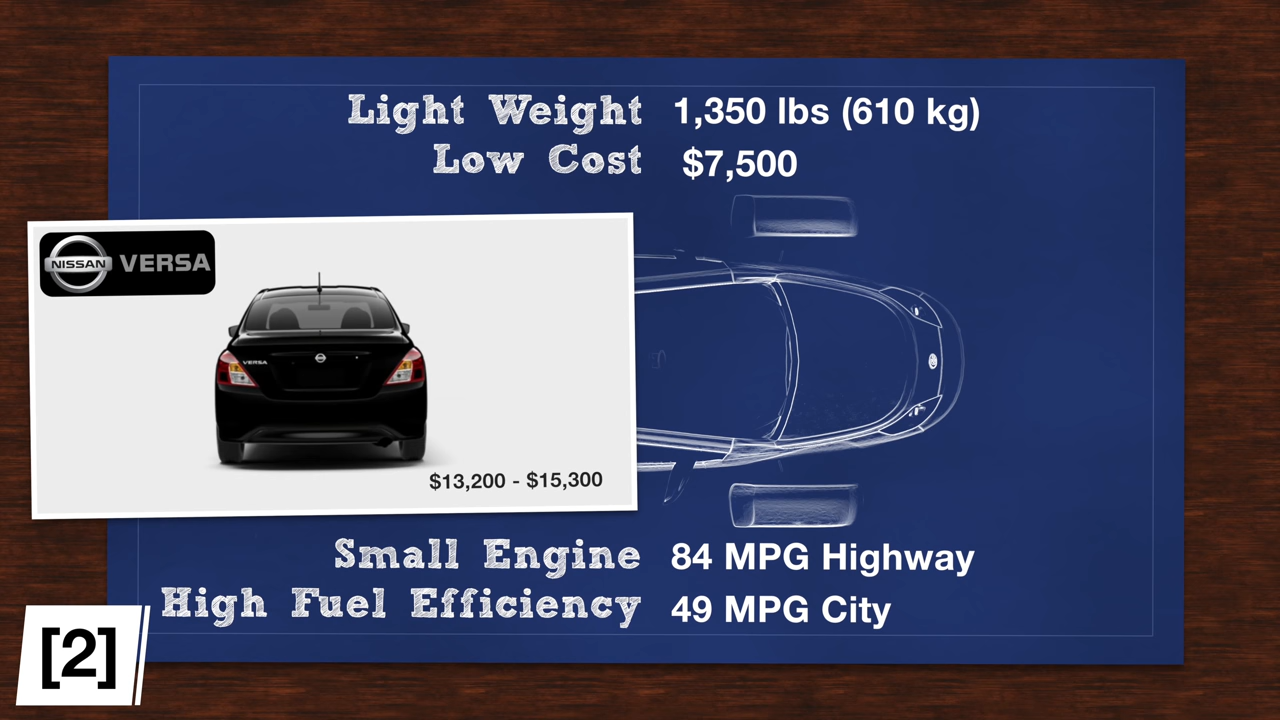 Light Weight 1,350 lbs (610 kg)
Low Cost $7,500
NISSAN VERSA
VERSA
$13,200 - $15,300
Small Engine 84 MPG Highway
High Fuel Efficiency 49 MPG City
[2]